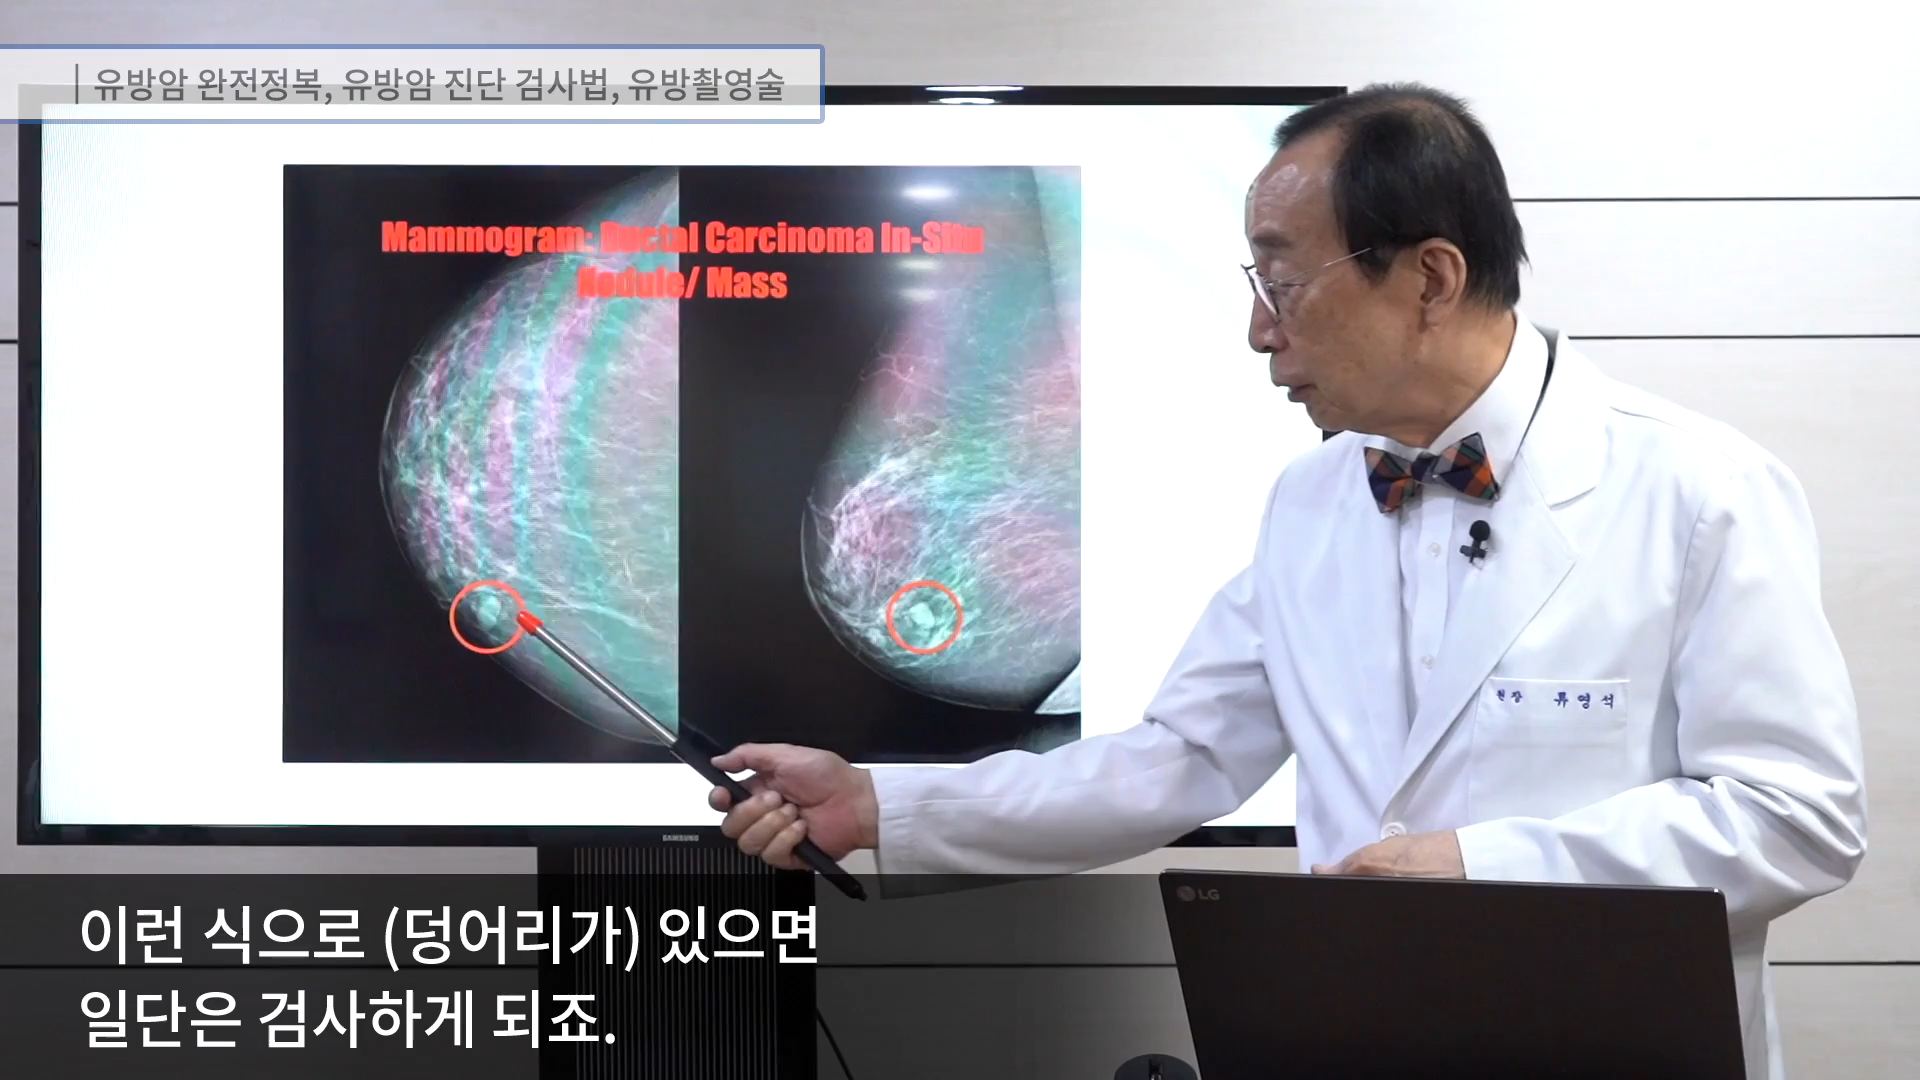 | 유방암 완전정복, 유방암 진단 검사법, 유방촬영술
Mammogram: Ductal Carcinoma In-Situ
Nodule/ Mass
원장 류영석
SAMSUNG
LG
이런 식으로 (덩어리가) 있으면
일단은 검사하게 되죠.